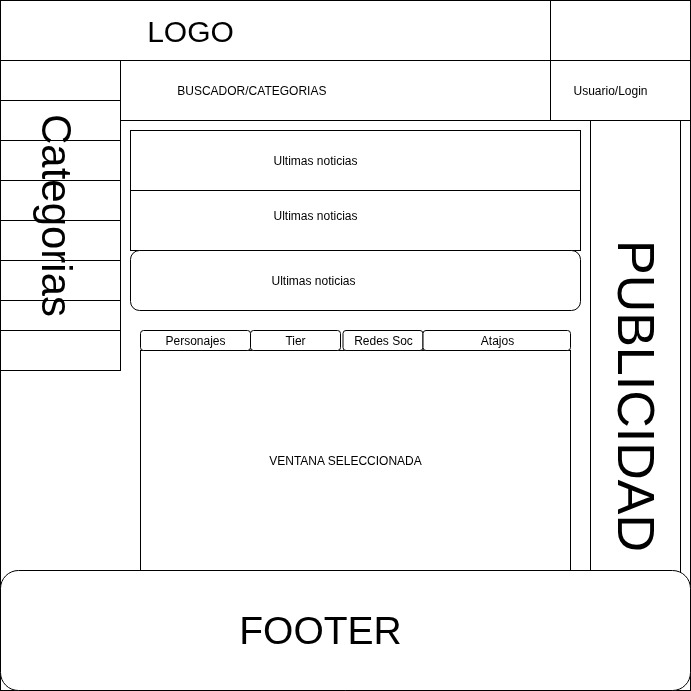 LOGO
BUSCADOR/CATEGORIAS
Usuario/Login
Categorias
Ultimas noticias
Ultimas noticias
Ultimas noticias
PUBLICIDAD
Personajes
Tier
Redes Soc
Atajos
VENTANA SELECCIONADA
FOOTER